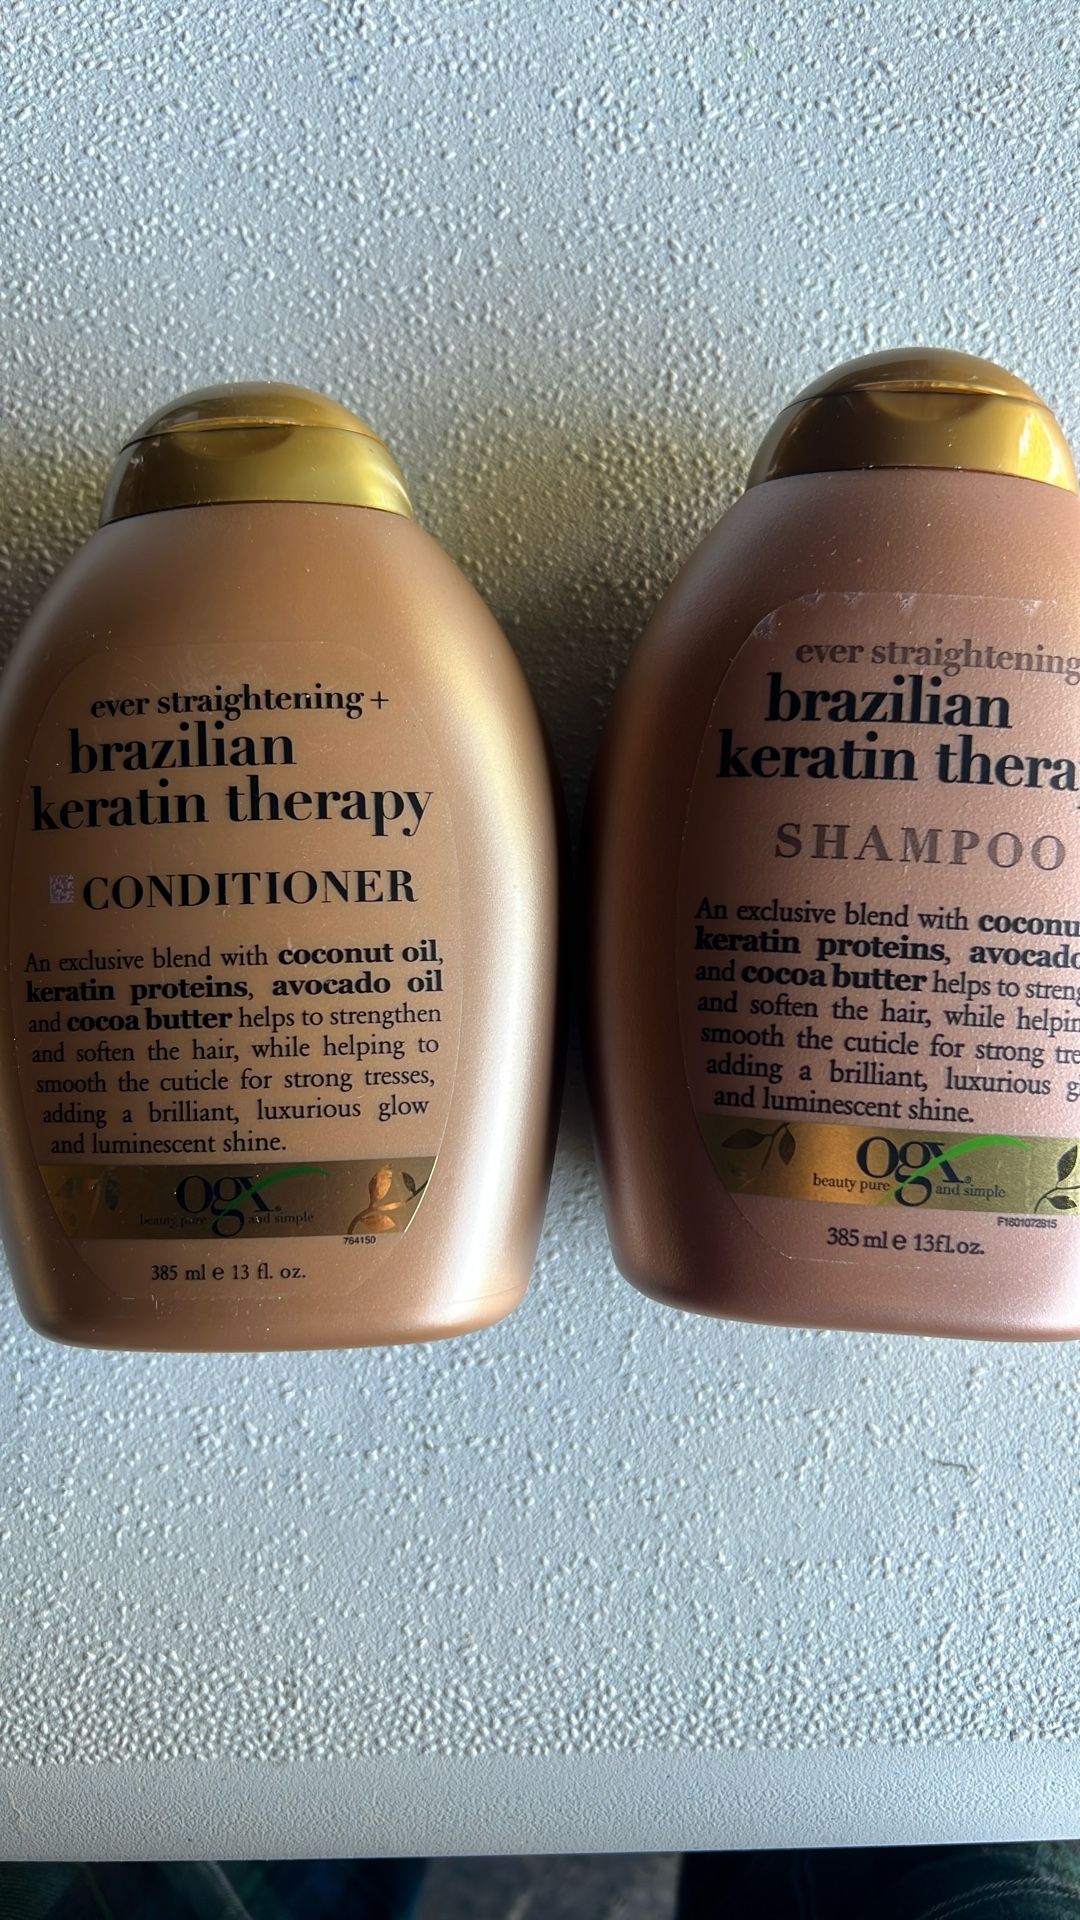 ever straightening +
brazilian
keratin therapy
CONDITIONER
An exclusive blend with coconut oil,
keratin proteins, avocado oil
and cocoa butter helps to strengthen
and soften the hair, while helping to
smooth the cuticle for strong tresses,
adding a brilliant, luxurious glow
and luminescent shine.
ogx
beauty pure and simple
764150
385 ml e 13 fl. oz.
ever straightening
brazilian
keratin thera
SHAMPOO
An exclusive blend with coconu
keratin proteins, avocado
and cocoa butter helps to streng
and soften the hair, while helpin
smooth the cuticle for strong tre
adding a brilliant, luxurious g
and luminescent shine.
ogx
beauty pure and simple
F1601072815
385 ml e 13fl.oz.